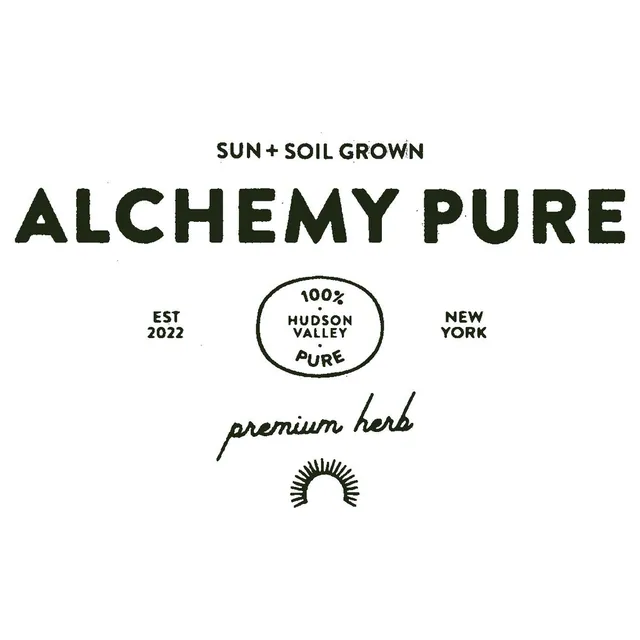 SUN + SOIL GROWN
ALCHEMY PURE
EST
2022
100%
HUDSON
VALLEY
PURE
NEW
YORK
premium herb